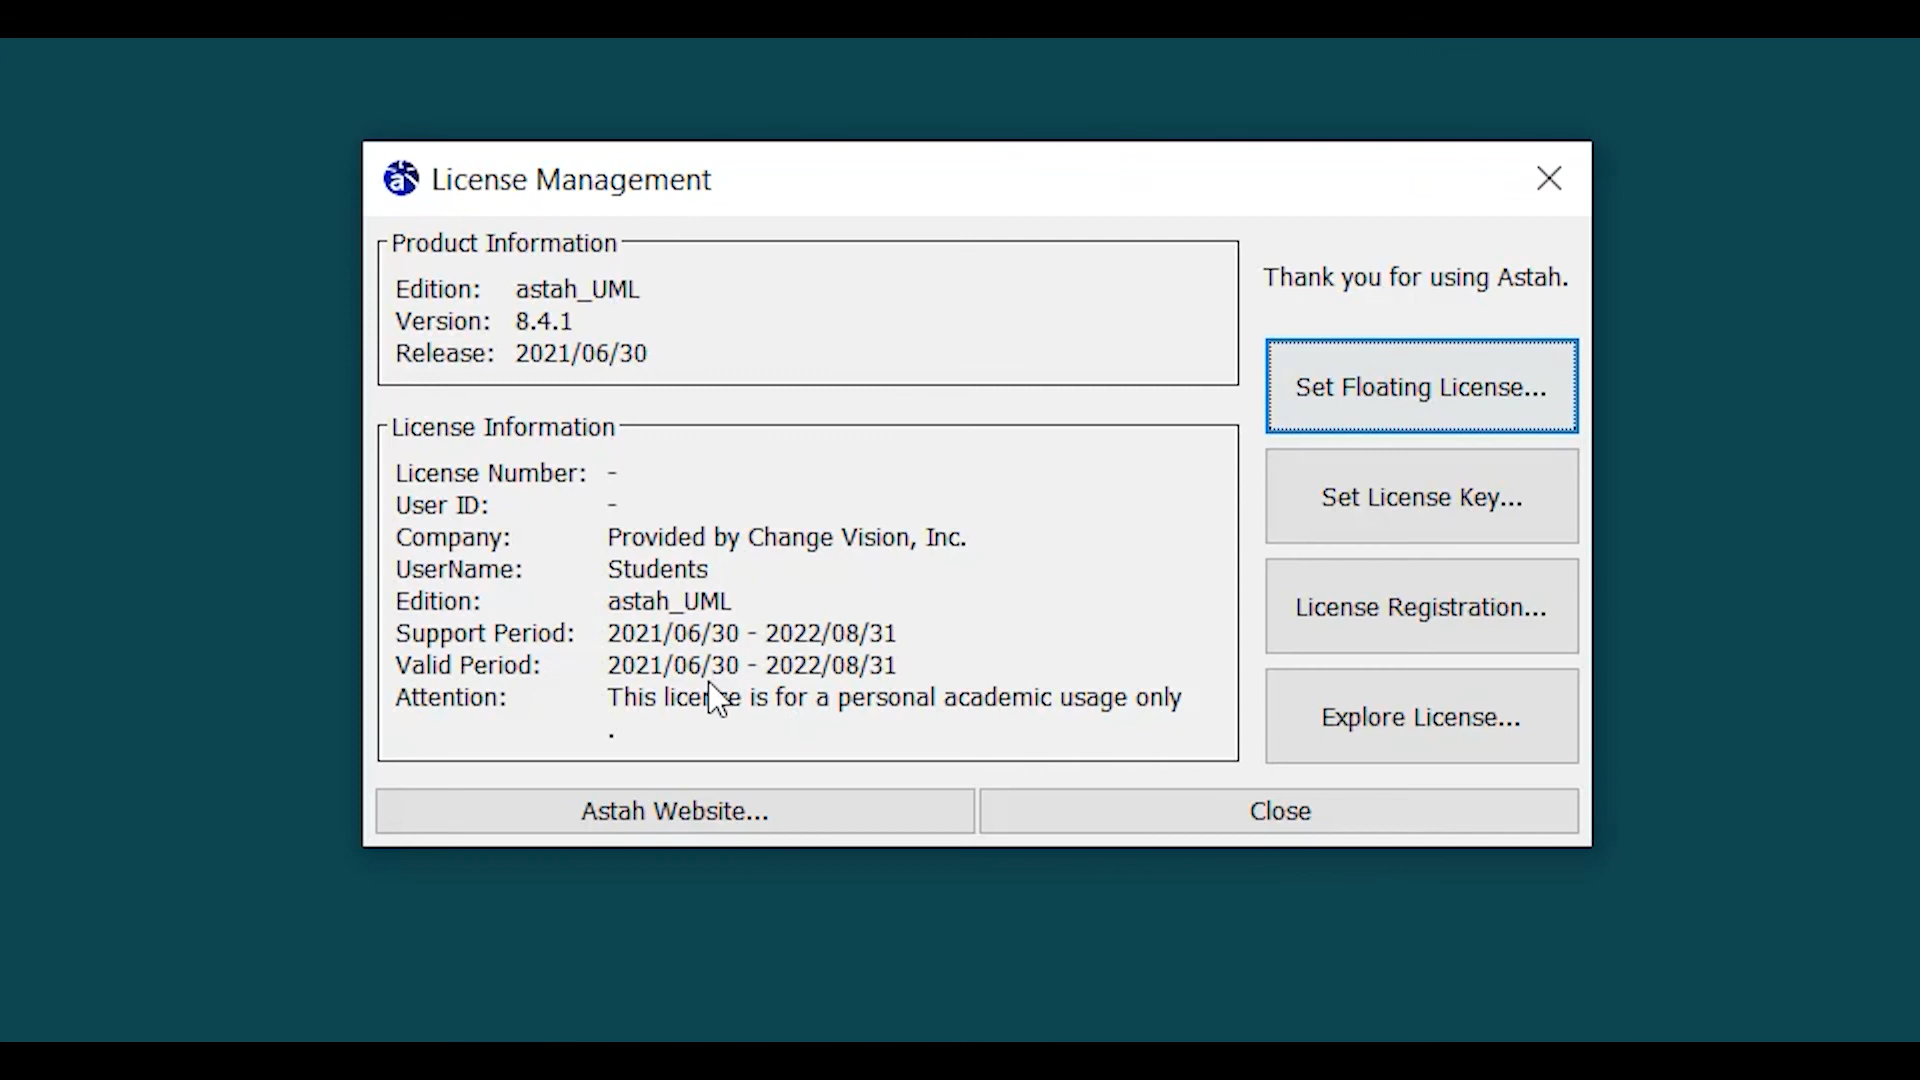 License Management
Product Information
Edition: astah_UML
Version: 8.4.1
Release: 2021/06/30
Thank you for using Astah.
Set Floating License...
Set License Key...
License Registration...
Explore License...
License Information
License Number: -
User ID: -
Company: Provided by Change Vision, Inc.
UserName: Students
Edition: astah_UML
Support Period: 2021/06/30 - 2022/08/31
Valid Period: 2021/06/30 - 2022/08/31
Attention: This license is for a personal academic usage only
.
Astah Website...
Close